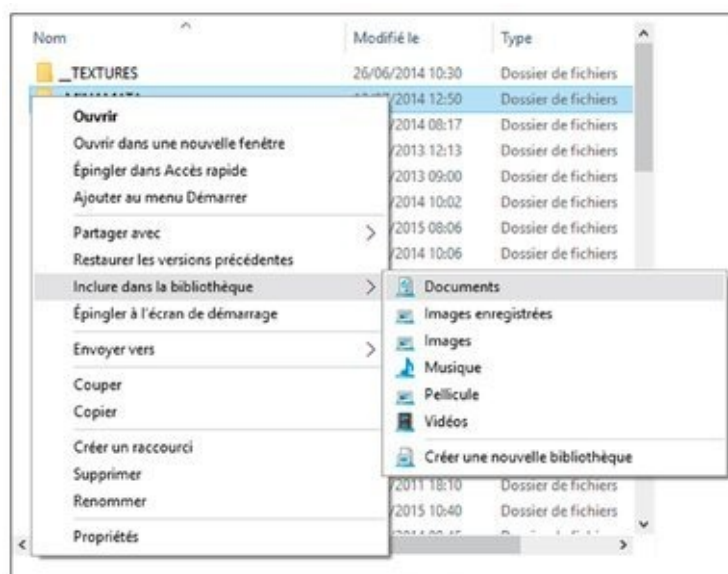 Nom Modifié le Type
__TEXTURES 26/06/2014 10:30 Dossier de fichiers
/2014 12:50 Dossier de fichiers
Ouvrir /2014 08:17 Dossier de fichiers
Ouvrir dans une nouvelle fenêtre /2013 12:13 Dossier de fichiers
Épingler dans Accès rapide /2013 09:00 Dossier de fichiers
Ajouter au menu Démarrer /2014 10:02 Dossier de fichiers
Partager avec /2015 08:06 Dossier de fichiers
Restaurer les versions précédentes /2014 10:06 Dossier de fichiers
Inclure dans la bibliothèque Documents
Épingler à l'écran de démarrage Images enregistrées
Images
Envoyer vers Musique
Couper Pellicule
Copier Vidéos
Créer un raccourci Créer une nouvelle bibliothèque
Supprimer /2011 18:10 Dossier de fichiers
Renommer /2015 10:40 Dossier de fichiers
Propriétés